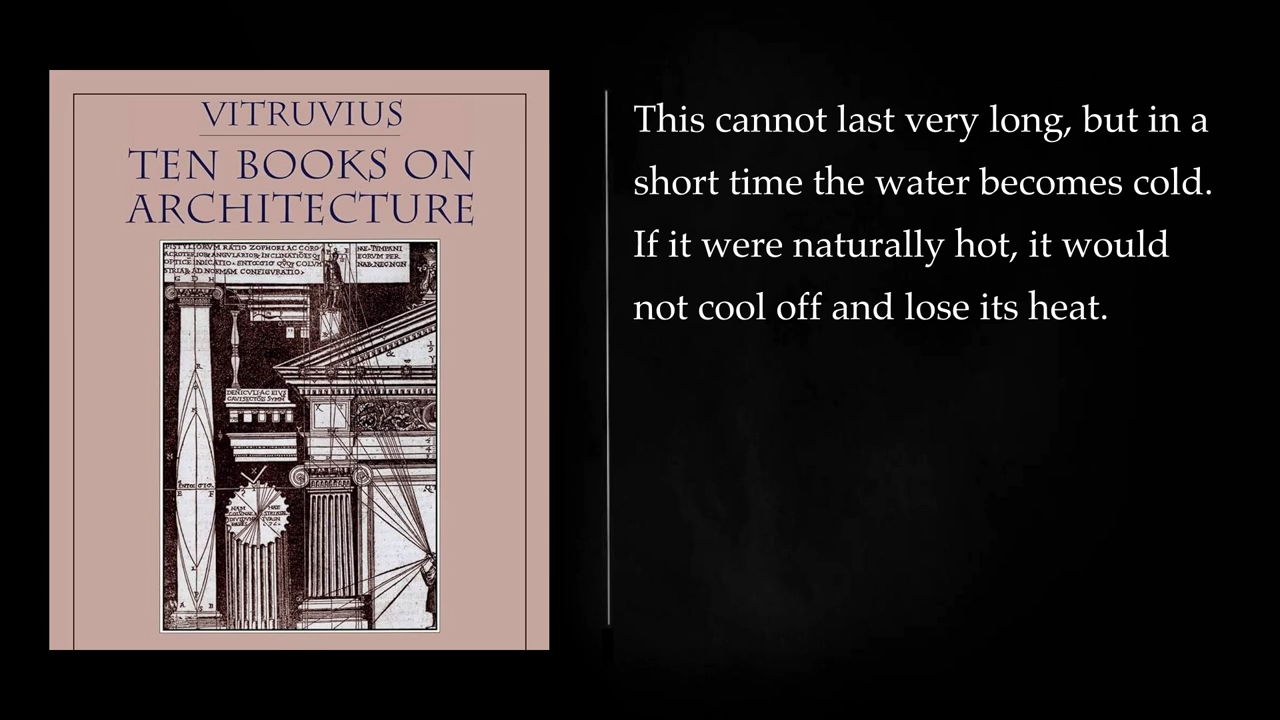 VITRUVIUS
TEN BOOKS ON
ARCHITECTURE
This cannot last very long, but in a
short time the water becomes cold.
If it were naturally hot, it would
not cool off and lose its heat.